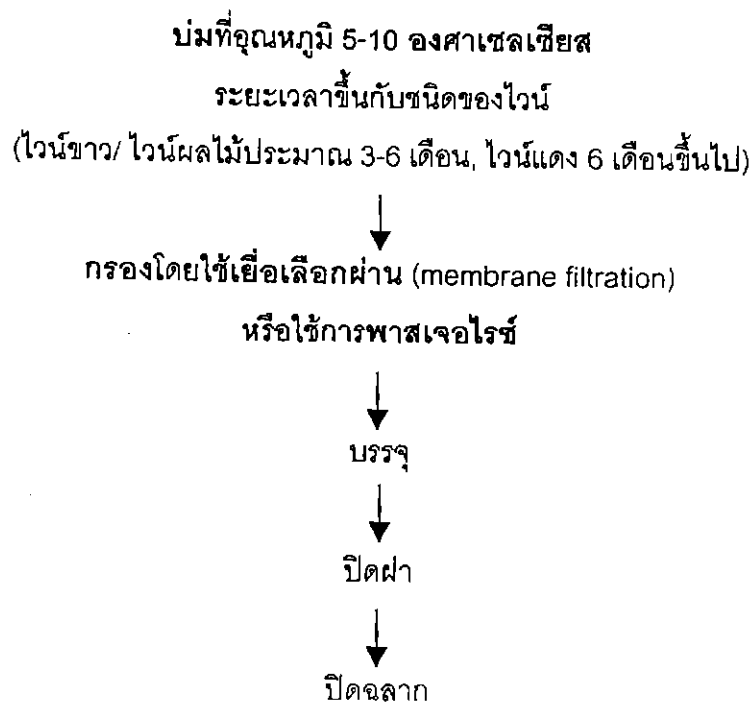 บ่มที่อุณหภูมิ 5-10 องศาเซลเซียส
ระยะเวลาขึ้นกับชนิดของไวน์
(ไวน์ขาว/ ไวน์ผลไม้ประมาณ 3-6 เดือน, ไวน์แดง 6 เดือนขึ้นไป)
กรองโดยใช้เยื่อเลือกผ่าน (membrane filtration)
หรือใช้การพาสเจอไรซ์
บรรจุ
ปิดฝา
ปิดฉลาก